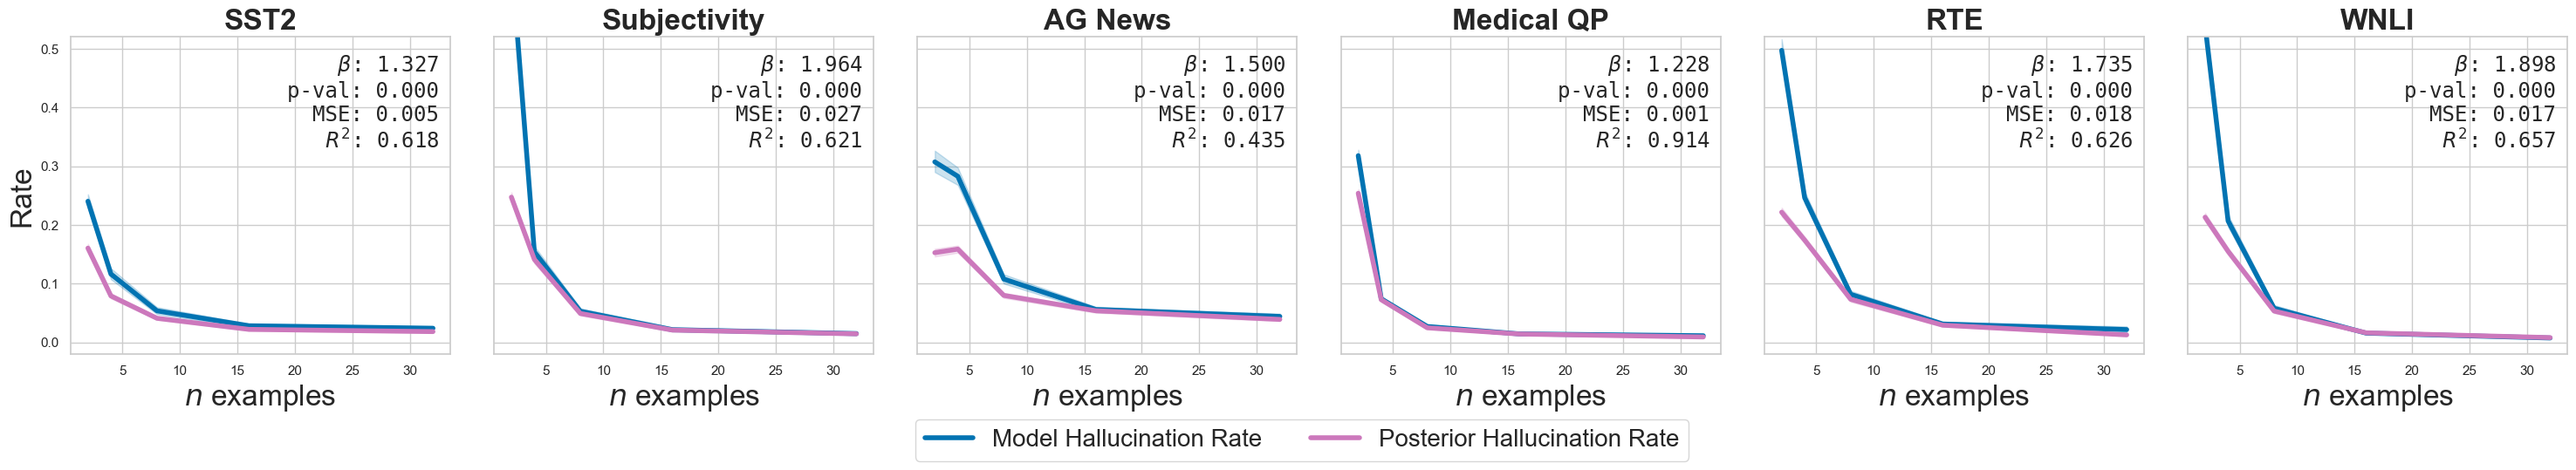 SST2
Subjectivity
AG News
Medical QP
RTE
WNLI
Rate
0.5
0.4
0.3
0.2
0.1
0.0
β: 1.327
p-val: 0.000
MSE: 0.005
R²: 0.618
β: 1.964
p-val: 0.000
MSE: 0.027
R²: 0.621
β: 1.500
p-val: 0.000
MSE: 0.017
R²: 0.435
β: 1.228
p-val: 0.000
MSE: 0.001
R²: 0.914
β: 1.735
p-val: 0.000
MSE: 0.018
R²: 0.626
β: 1.898
p-val: 0.000
MSE: 0.017
R²: 0.657
5 10 15 20 25 30
5 10 15 20 25 30
5 10 15 20 25 30
5 10 15 20 25 30
5 10 15 20 25 30
5 10 15 20 25 30
n examples
n examples
n examples
n examples
n examples
n examples
Model Hallucination Rate
Posterior Hallucination Rate